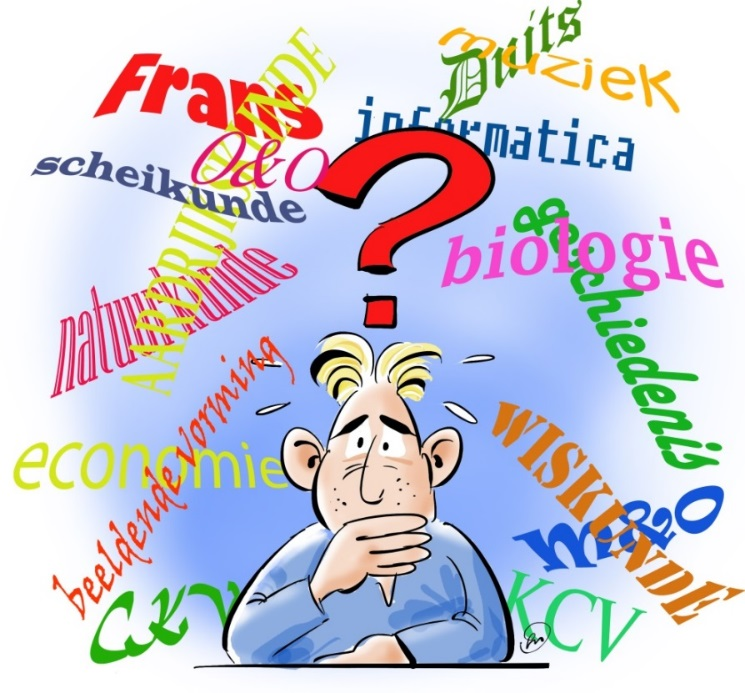 Duits
muziek
Frans
informatica
O&O
scheikunde
AARDRIJKSKUNDE
biologie
geschiedenis
natuurkunde
?
beeldende vorming
economie
WISKUNDE
M&O
CKV
KCV